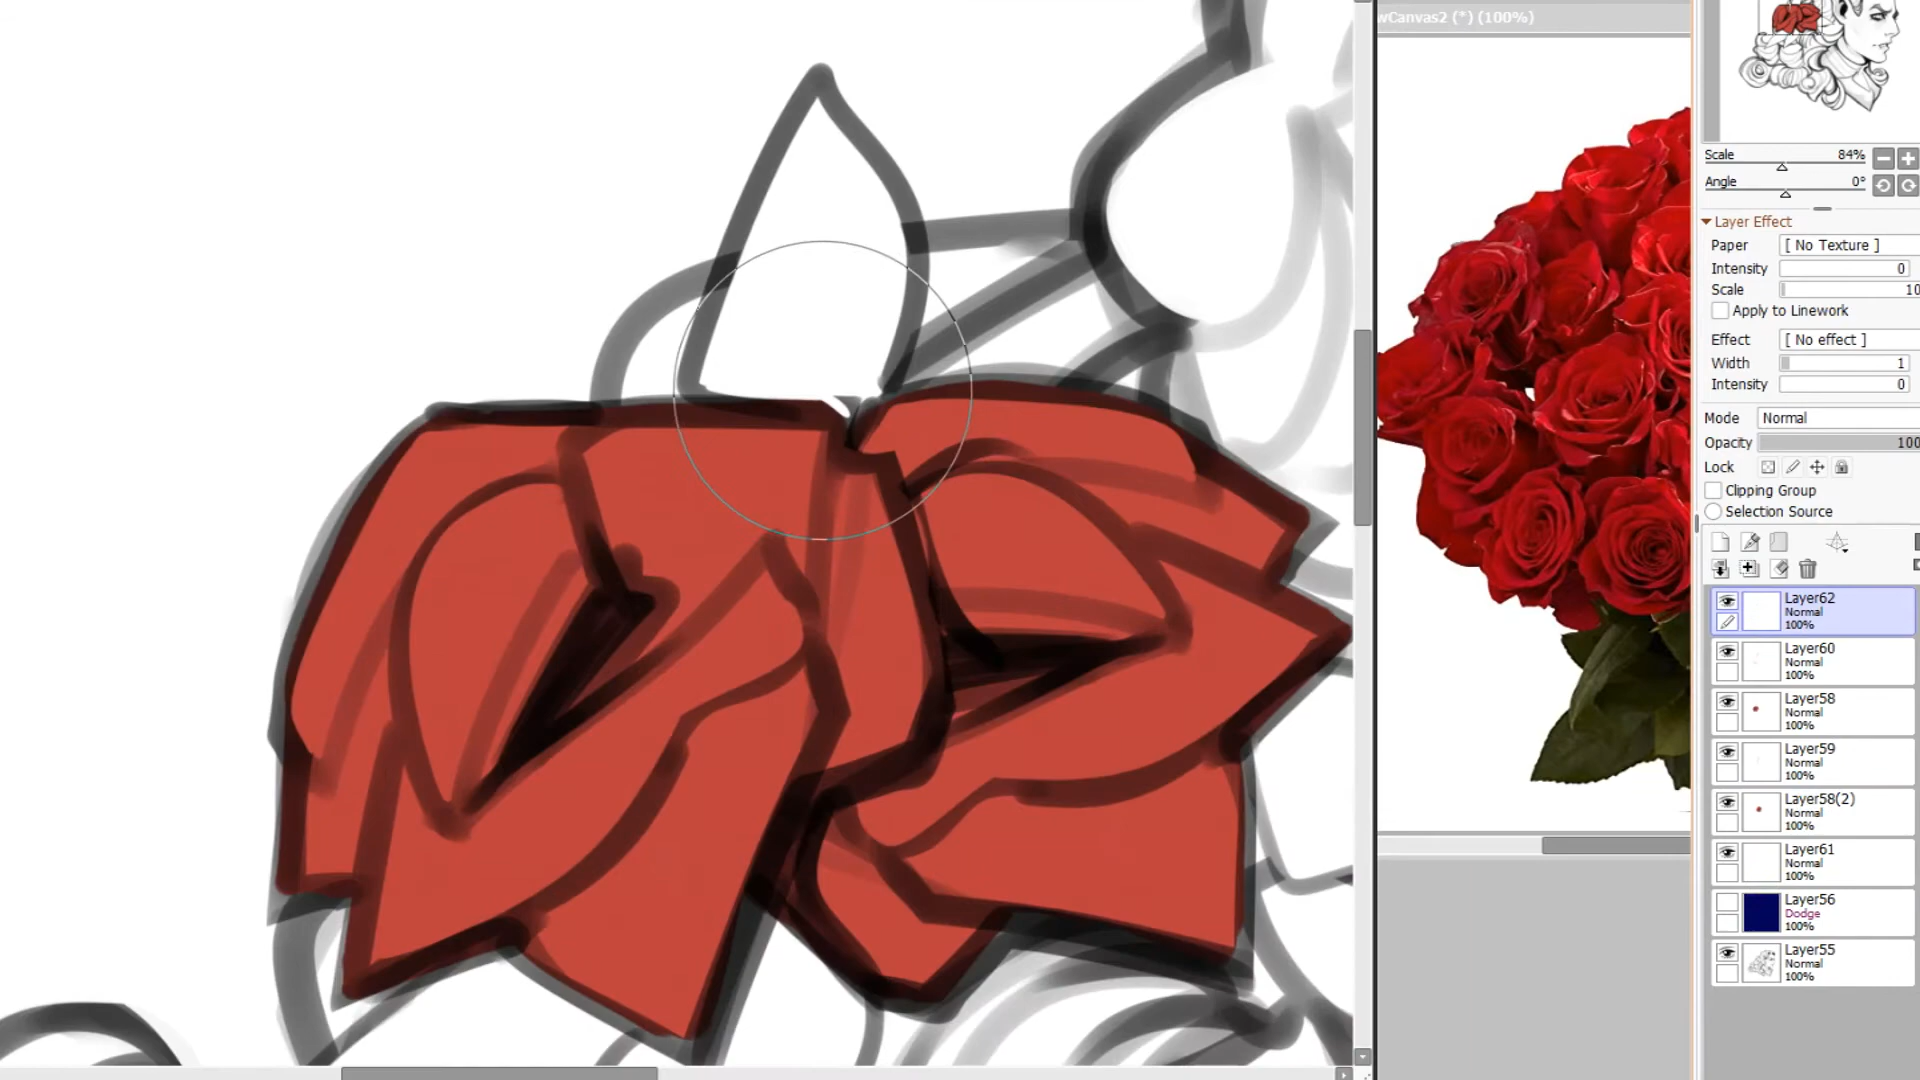 wCanvas2 (*) (100%)
Scale 84%
Angle 0°
Layer Effect
Paper [ No Texture ]
Intensity 0
Scale 10
Apply to Linework
Effect [ No effect ]
Width 1
Intensity 0
Mode Normal
Opacity 100
Lock
Clipping Group
Selection Source
Layer62
Normal
100%
Layer60
Normal
100%
Layer58
Normal
100%
Layer59
Normal
100%
Layer58(2)
Normal
100%
Layer61
Normal
100%
Layer56
Dodge
100%
Layer55
Normal
100%